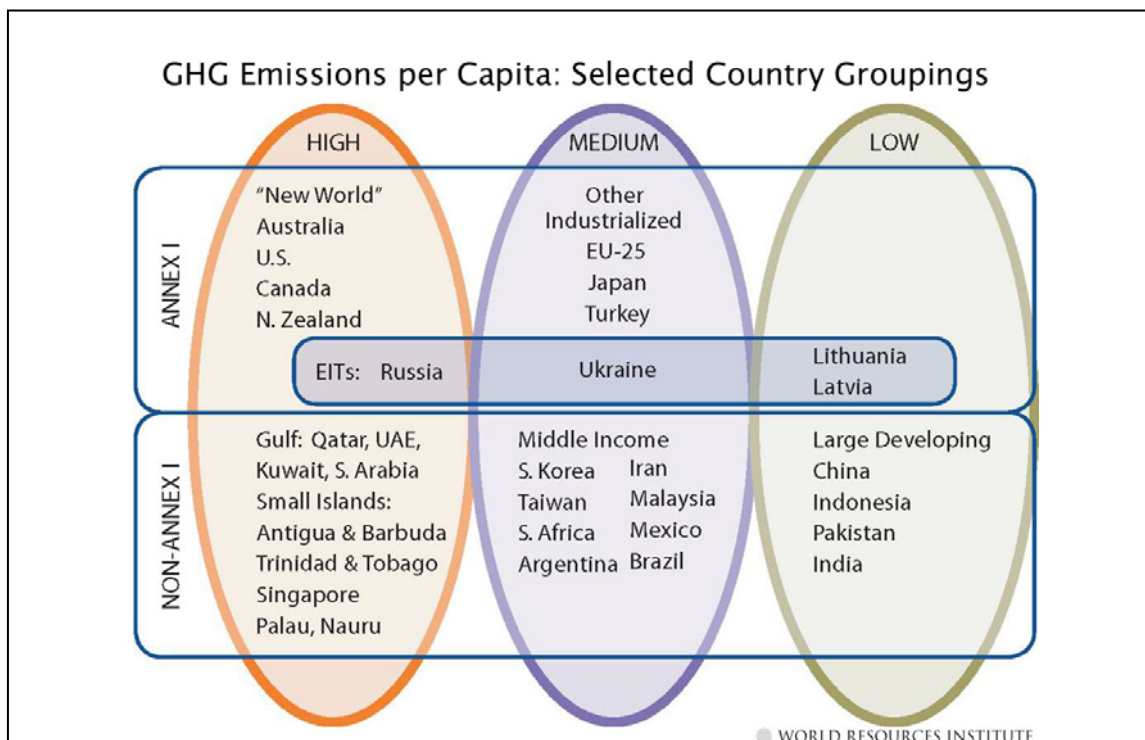 GHG Emissions per Capita: Selected Country Groupings
HIGH
MEDIUM
LOW
ANNEX I
"New World"
Australia
U.S.
Canada
N. Zealand
Other
Industrialized
EU-25
Japan
Turkey
EITs: Russia
Ukraine
Lithuania
Latvia
NON-ANNEX I
Gulf: Qatar, UAE,
Kuwait, S. Arabia
Small Islands:
Antigua & Barbuda
Trinidad & Tobago
Singapore
Palau, Nauru
Middle Income
S. Korea
Taiwan
S. Africa
Argentina
Iran
Malaysia
Mexico
Brazil
Large Developing
China
Indonesia
Pakistan
India
WORLD RESOURCES INSTITUTE